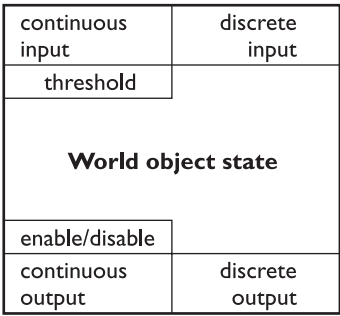 continuous discrete
input input
threshold
World object state
enable/disable
continuous discrete
output output